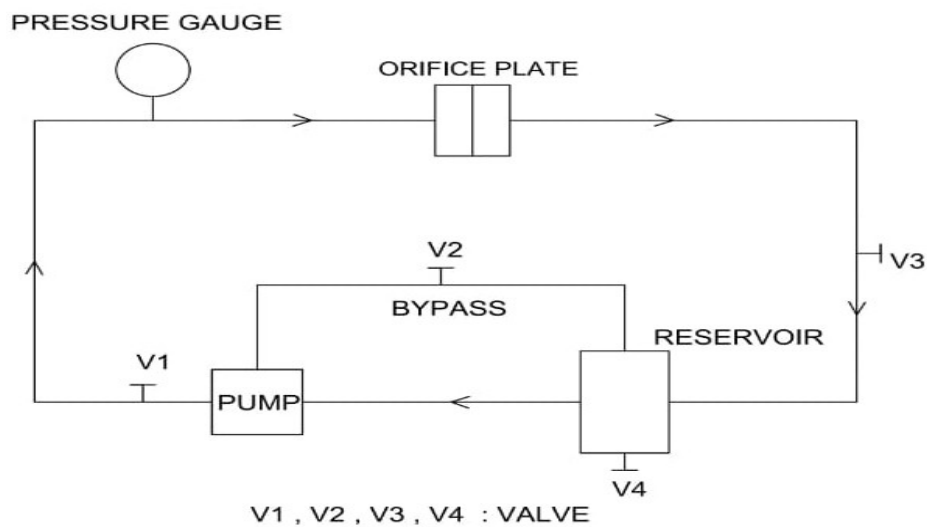 PRESSURE GAUGE
ORIFICE PLATE
V2
V3
BYPASS
RESERVOIR
V1
PUMP
V4
V1 , V2 , V3 , V4 : VALVE